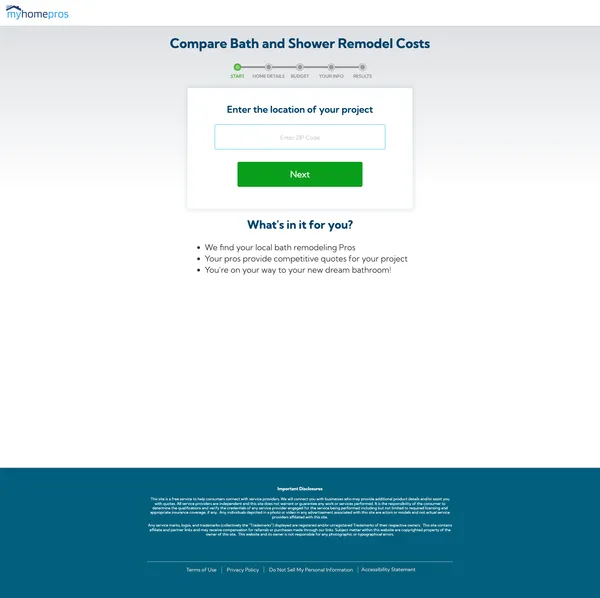 myhomepros
Compare Bath and Shower Remodel Costs
START HOME DETAILS BUDGET YOUR INFO RESULTS
Enter the location of your project
Enter ZIP Code
Next
What's in it for you?
We find your local bath remodeling Pros
Your pros provide competitive quotes for your project
You're on your way to your new dream bathroom!
Important Disclosures
This site is a free service to help consumers connect with service providers. We will connect you with businesses who may provide additional product details and/or assist you
with quotes. All service providers are independent and this site does not warrant or guarantee any work or services performed. It is the responsibility of the consumer to
determine the qualifications and verify the credentials of any service provider engaged for the service being performed including but not limited to required licensing and
appropriate insurance coverage, if any. Any individuals depicted in a photo or video in any advertisement associated with this site are actors or models and not actual service
providers affiliated with this site.
Any service marks, logos, and trademarks (collectively the "Trademarks") displayed are registered and/or unregistered Trademarks of their respective owners. This site contains
affiliate and partner links and may receive compensation for referrals or purchases made through our links. Subject matter within this website are copyrighted property of the
owner of this site. This website and its owner is not responsible for any photographic or typographical errors.
Terms of Use | Privacy Policy | Do Not Sell My Personal Information | Accessibility Statement